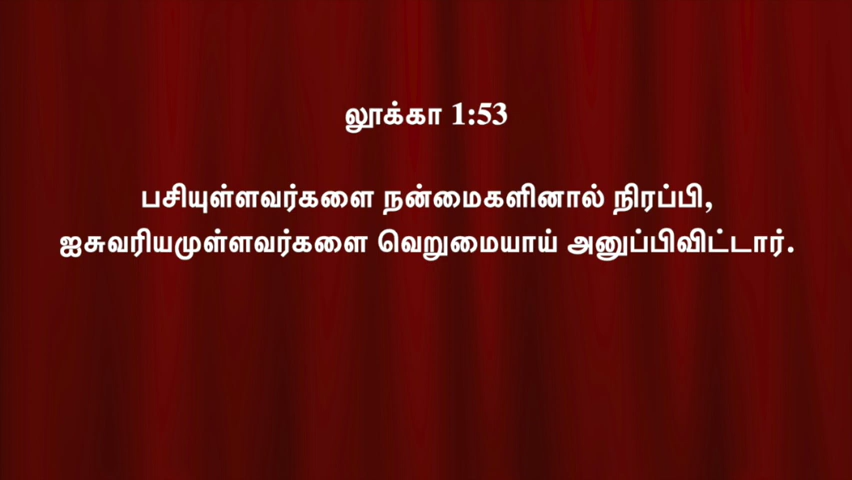 லூக்கா 1:53
பசியுள்ளவர்களை நன்மைகளினால் நிரப்பி,
ஐசுவரியமுள்ளவர்களை வெறுமையாய் அனுப்பிவிட்டார்.